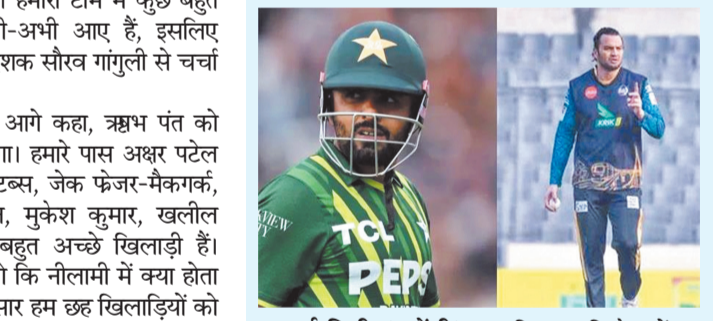 हमारी टीम में कुछ बहुत
अभी-अभी आए हैं, इसलिए
सौरव गांगुली से चर्चा
आगे कहा, ऋषभ पंत को
हमारे पास अक्षर पटेल
जेक फ्रेजर-मैकगर्क,
मुकेश कुमार, खलील
बहुत अच्छे खिलाड़ी हैं।
कि नीलामी में क्या होता
हम छह खिलाड़ियों को
TCL
PEPS
KRIK